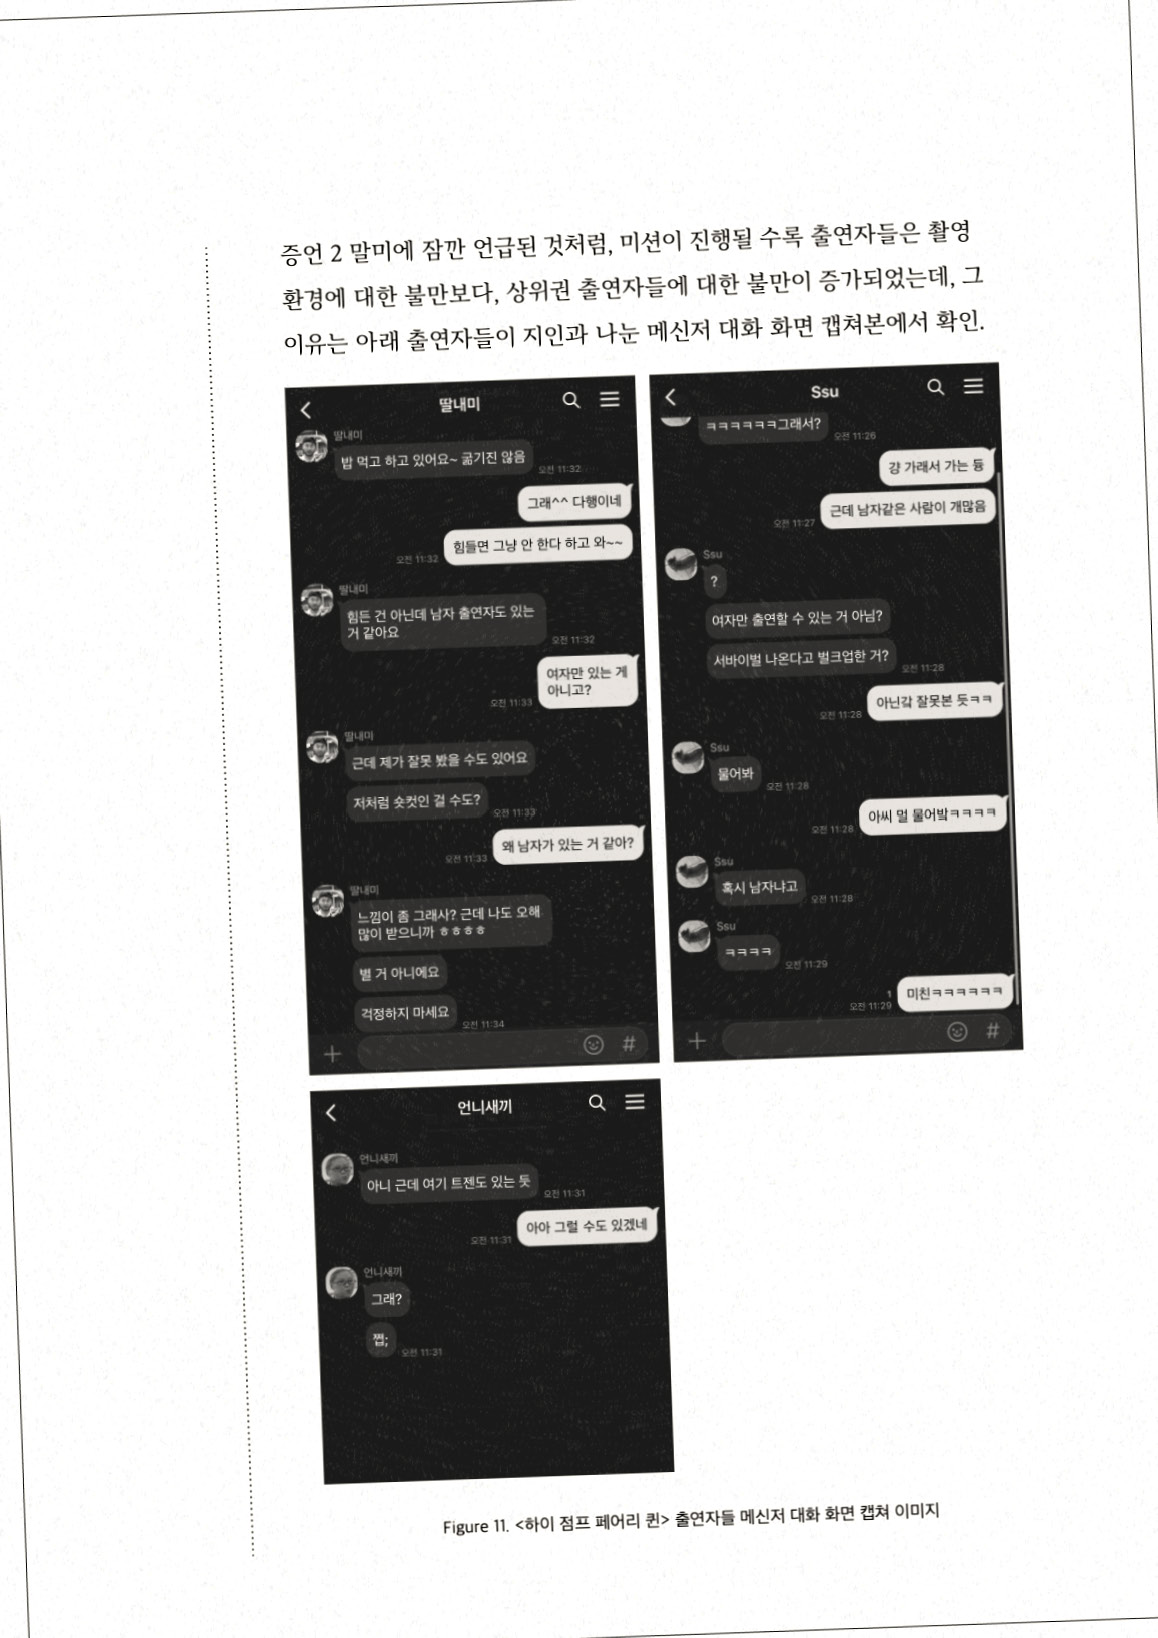 증언 2 말미에 잠깐 언급된 것처럼, 미션이 진행될 수록 출연자들은 촬영
환경에 대한 불만보다, 상위권 출연자들에 대한 불만이 증가되었는데, 그
이유는 아래 출연자들이 지인과 나눈 메신저 대화 화면 캡쳐본에서 확인.
딸내미
딸내미
밥 먹고 하고 있어요~ 굶기진 않음
오전 11:32
그래^^ 다행이네
힘들면 그냥 안 한다 하고 와~~
오전 11:32
딸내미
힘든 건 아닌데 남자 출연자도 있는
거 같아요
오전 11:32
여자만 있는 게
아니고?
오전 11:33
딸내미
근데 제가 잘못 봤을 수도 있어요
저처럼 숏컷인 걸 수도?
오전 11:33
왜 남자가 있는 거 같아?
오전 11:33
딸내미
느낌이 좀 그래사? 근데 나도 오해
많이 받으니까 ㅎㅎㅎㅎ
별 거 아니에요
걱정하지 마세요
오전 11:34
+
#
Ssu
ㅋㅋㅋㅋㅋㅋ그래서?
오전 11:26
걍 가래서 가는 듕
근데 남자같은 사람이 개많음
오전 11:27
Ssu
?
여자만 출연할 수 있는 거 아님?
서바이벌 나온다고 벌크업한 거?
오전 11:28
아닌갘 잘못본 듯ㅋㅋ
오전 11:28
Ssu
물어봐
오전 11:28
아씨 멀 물어밬ㅋㅋㅋㅋ
오전 11:28
Ssu
혹시 남자냐고
오전 11:28
Ssu
ㅋㅋㅋㅋ
오전 11:29
미친ㅋㅋㅋㅋㅋㅋ
1
오전 11:29
+
#
언니새끼
언니새끼
아니 근데 여기 트젠도 있는 듯
오전 11:31
아아 그럴 수도 있겠네
오전 11:31
언니새끼
그래?
쩝;
오전 11:31
Figure 11. <하이 점프 페어리 퀸> 출연자들 메신저 대화 화면 캡쳐 이미지